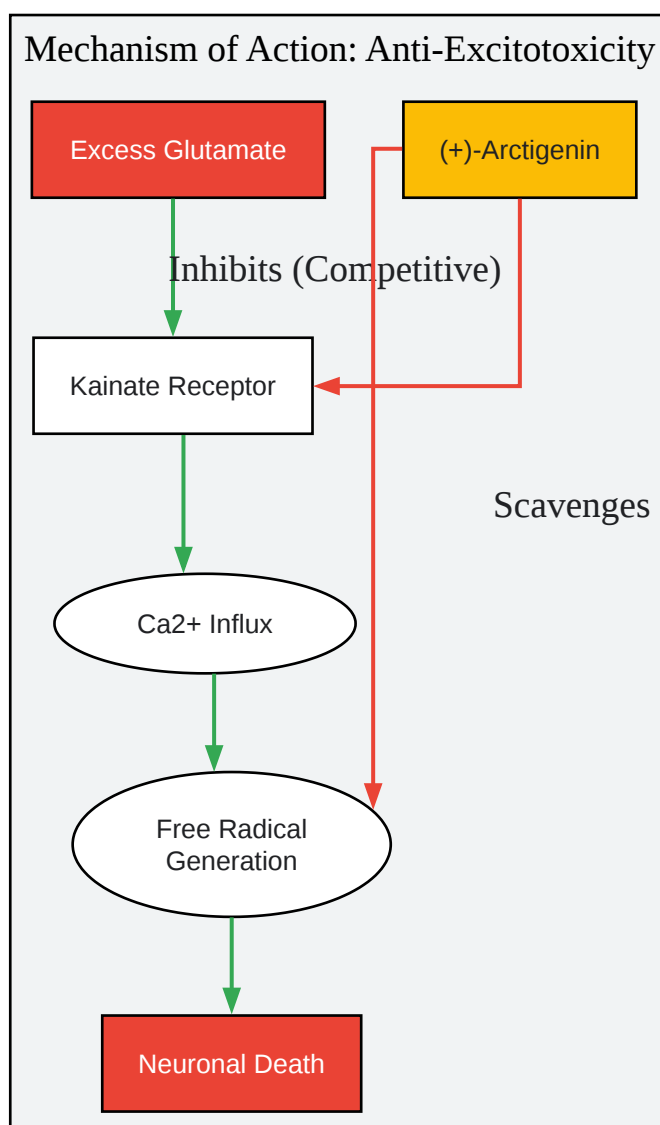 Mechanism of Action: Anti-Excitotoxicity
Excess Glutamate
(+)-Arctigenin
Inhibits (Competitive)
Kainate Receptor
Scavenges
Ca2+ Influx
Free Radical
Generation
Neuronal Death